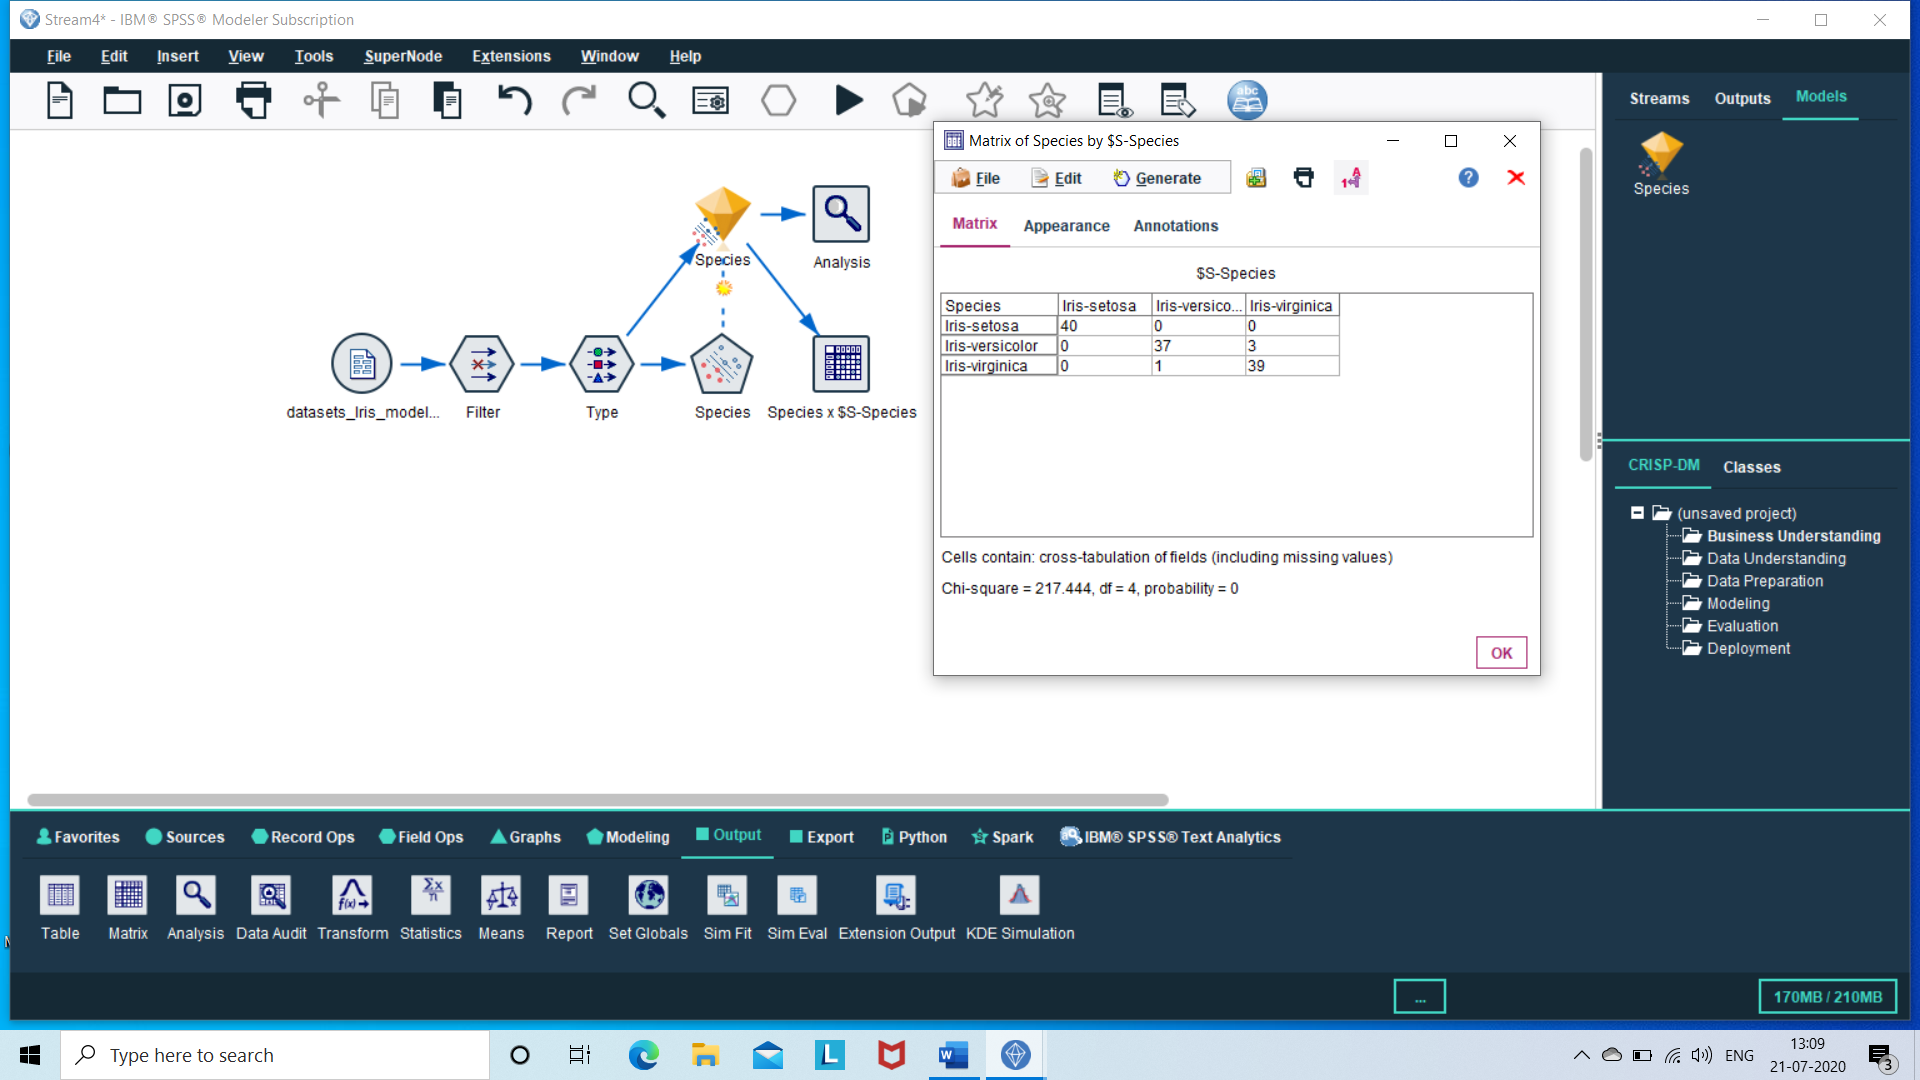 Stream4* - IBM® SPSS® Modeler Subscription
File Edit Insert View Tools SuperNode Extensions Window Help
abc
Streams Outputs Models
Species
Matrix of Species by $S-Species
File Edit Generate
Matrix Appearance Annotations
$S-Species
Species Iris-setosa Iris-versico... Iris-virginica
Iris-setosa 40 0 0
Iris-versicolor 0 37 3
Iris-virginica 0 1 39
Cells contain: cross-tabulation of fields (including missing values)
Chi-square = 217.444, df = 4, probability = 0
OK
Species
Analysis
datasets_Iris_model... Filter Type Species Species x $S-Species
CRISP-DM Classes
(unsaved project)
Business Understanding
Data Understanding
Data Preparation
Modeling
Evaluation
Deployment
Favorites Sources Record Ops Field Ops Graphs Modeling Output Export Python Spark IBM® SPSS® Text Analytics
Table Matrix Analysis Data Audit Transform Statistics Means Report Set Globals Sim Fit Sim Eval Extension Output KDE Simulation
...
170MB / 210MB
Type here to search
ENG
13:09
21-07-2020
3